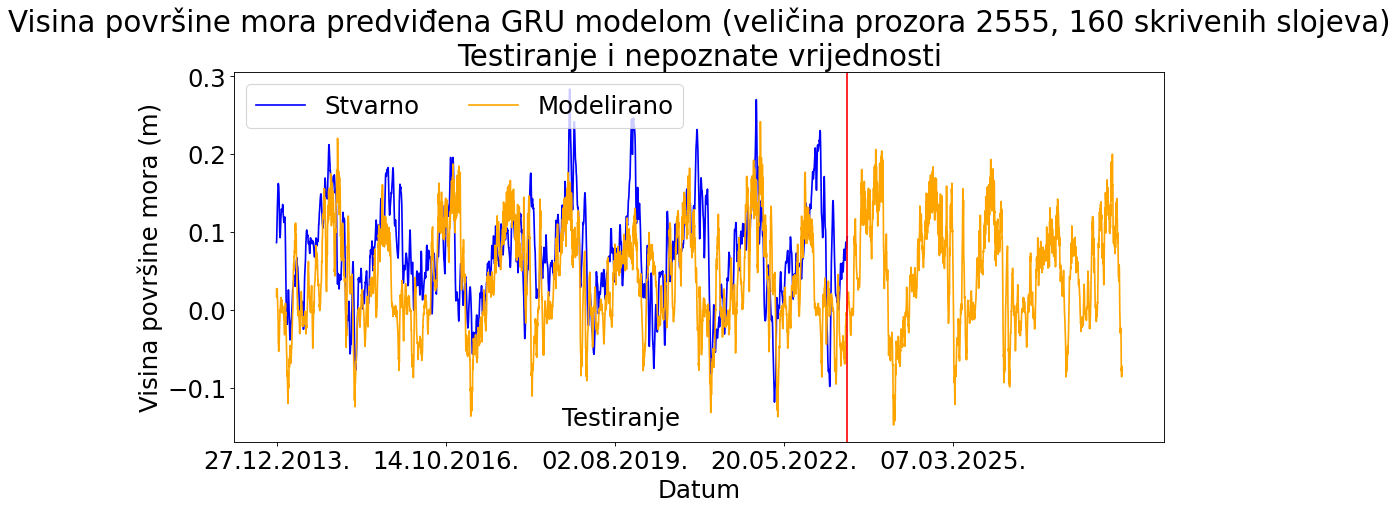 Visina površine mora predviđena GRU modelom (veličina prozora 2555, 160 skrivenih slojeva)
Testiranje i nepoznate vrijednosti
Stvarno
Modelirano
Visina površine mora (m)
0.3
0.2
0.1
0.0
−0.1
Testiranje
27.12.2013.
14.10.2016.
02.08.2019.
20.05.2022.
07.03.2025.
Datum